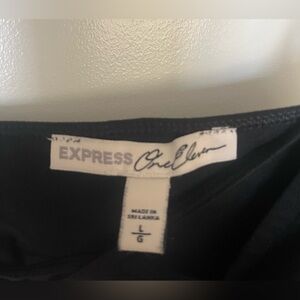 EXPRESS One Eleven
MADE IN
SRI LANKA
L
G